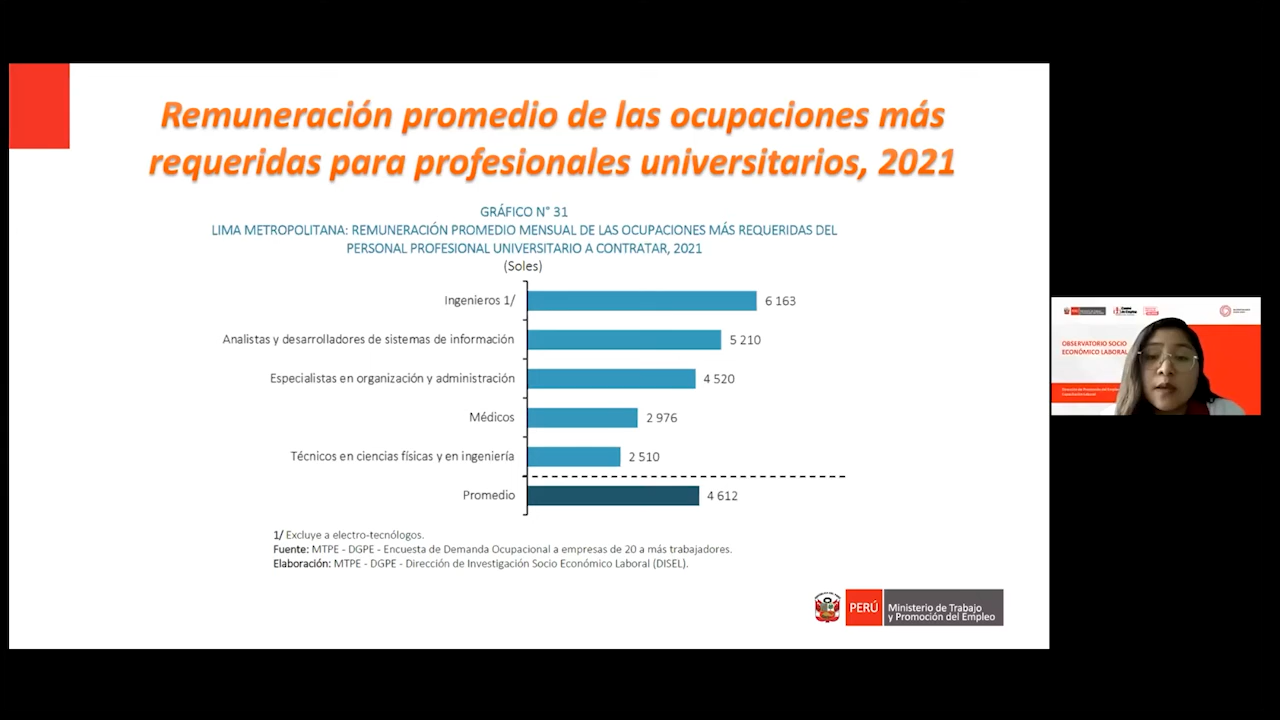 Remuneración promedio de las ocupaciones más
requeridas para profesionales universitarios, 2021
GRÁFICO N° 31
LIMA METROPOLITANA: REMUNERACIÓN PROMEDIO MENSUAL DE LAS OCUPACIONES MÁS REQUERIDAS DEL
PERSONAL PROFESIONAL UNIVERSITARIO A CONTRATAR, 2021
(Soles)
Ingenieros 1/ 6 163
Analistas y desarrolladores de sistemas de información 5 210
Especialistas en organización y administración 4 520
Médicos 2 976
Técnicos en ciencias físicas y en ingeniería 2 510
Promedio 4 612
1/ Excluye a electro-tecnólogos.
Fuente: MTPE - DGPE - Encuesta de Demanda Ocupacional a empresas de 20 a más trabajadores.
Elaboración: MTPE - DGPE - Dirección de Investigación Socio Económico Laboral (DISEL).
PERÚ
Ministerio de Trabajo
y Promoción del Empleo
OBSERVATORIO SOCIO
ECONÓMICO LABORAL